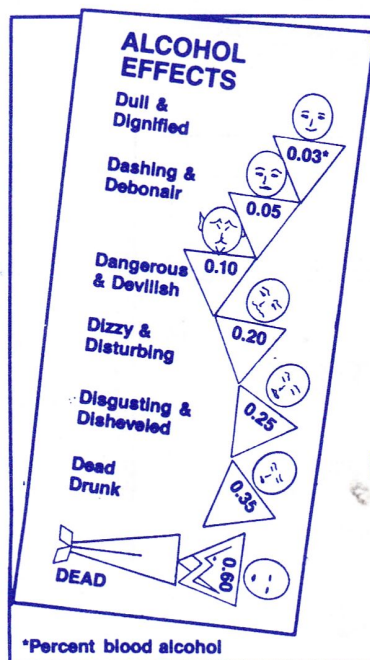 ALCOHOL
EFFECTS
Dull &
Dignified
0.03*
Dashing &
Debonair
0.05
Dangerous
& Devilish
0.10
Dizzy &
Disturbing
0.20
Disgusting &
Disheveled
0.25
Dead
Drunk
0.35
DEAD
0.60
*Percent blood alcohol